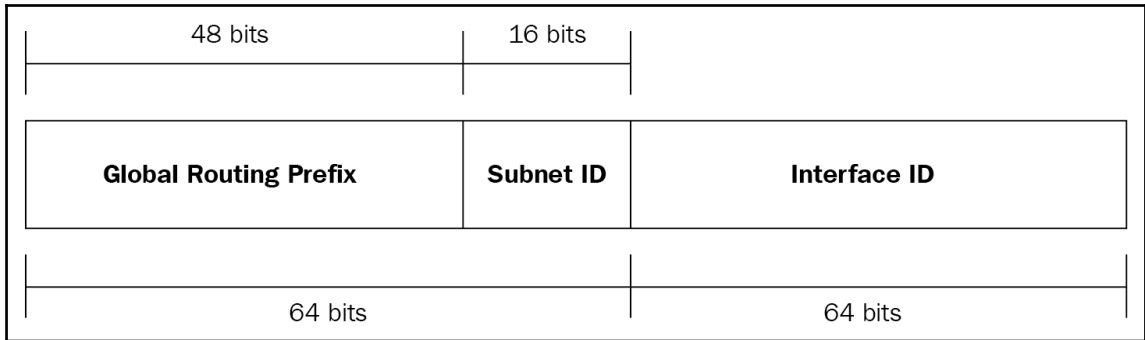 48 bits
16 bits
Global Routing Prefix
Subnet ID
Interface ID
64 bits
64 bits